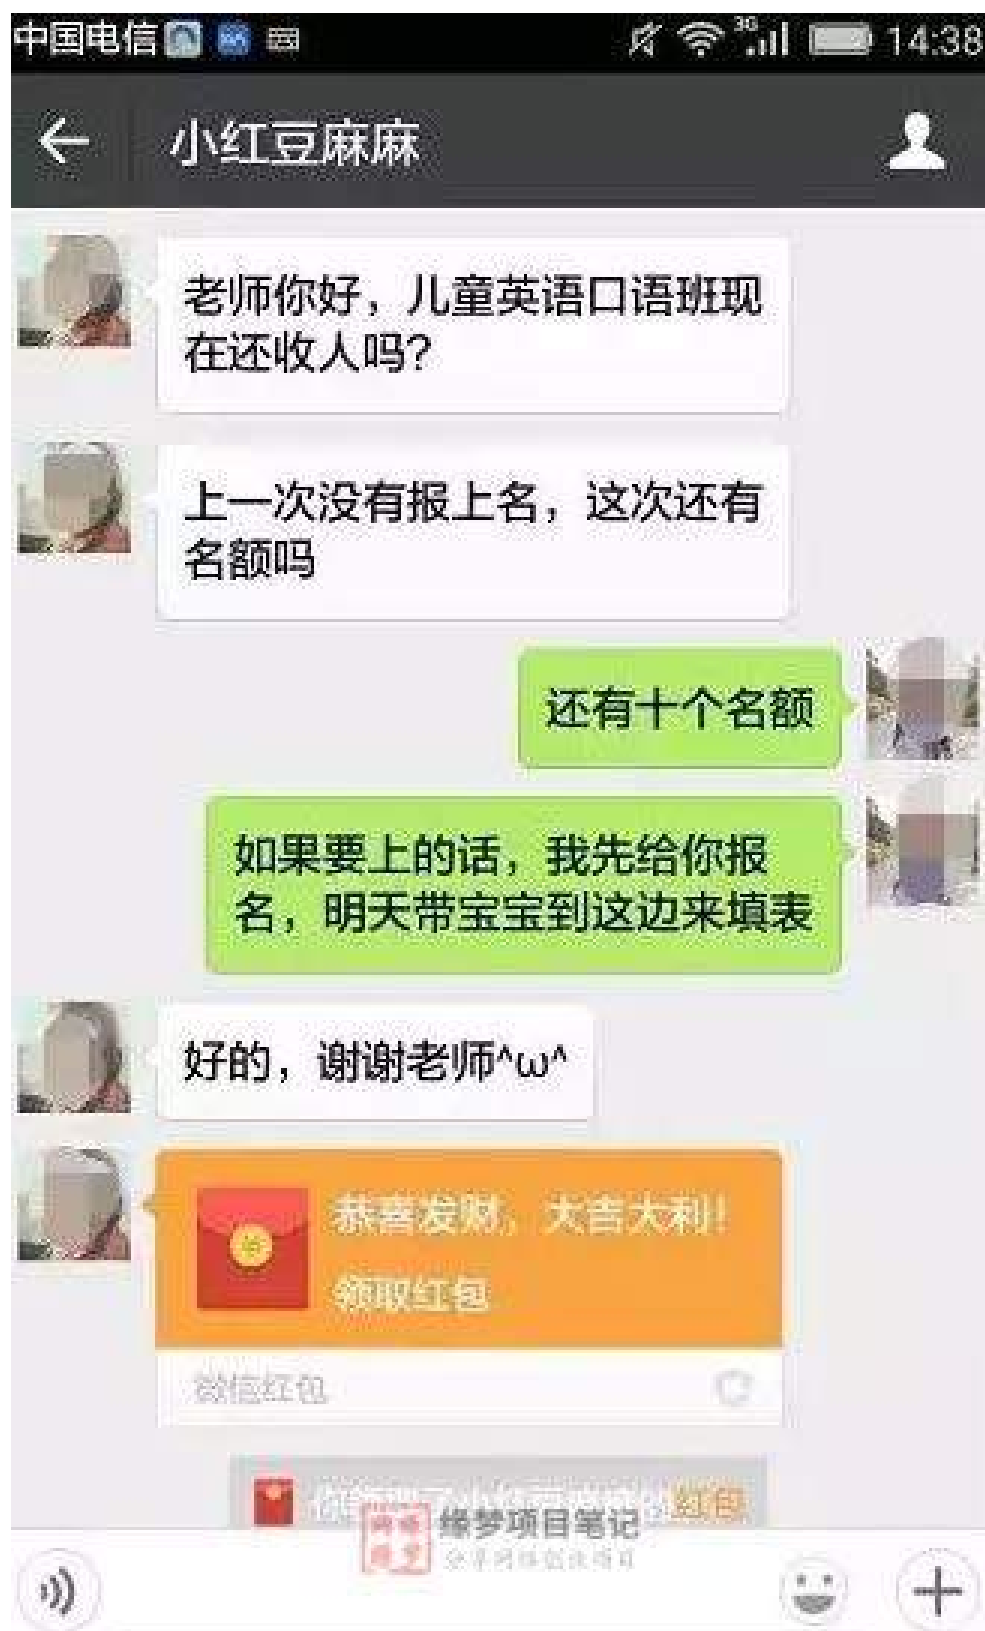 中国电信
3G
14:38
小红豆麻麻
老师你好，儿童英语口语班现
在还收人吗？
上一次没有报上名，这次还有
名额吗
还有十个名额
如果要上的话，我先给你报
名，明天带宝宝到这边来填表
好的，谢谢老师^ω^
恭喜发财，大吉大利！
领取红包
微信红包
红包
缘梦项目笔记